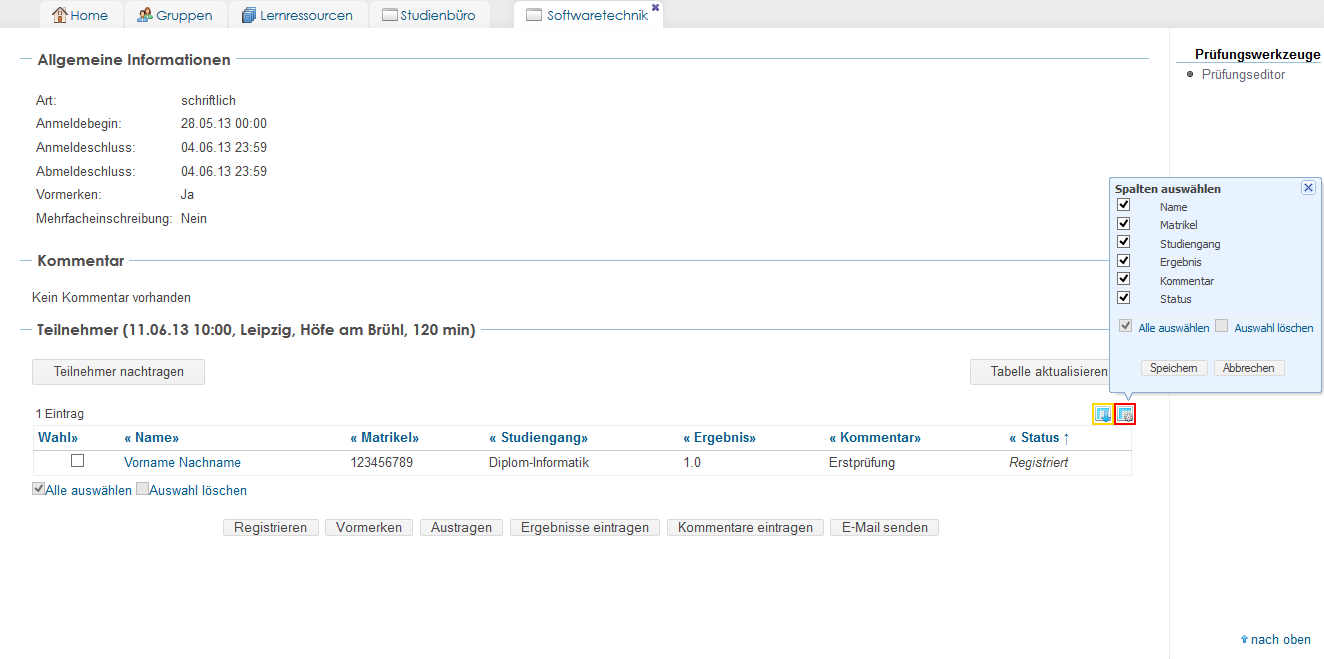 Home Gruppen Lernressourcen Studienbüro Softwaretechnik
Allgemeine Informationen
Art: schriftlich
Anmeldebegin: 28.05.13 00:00
Anmeldeschluss: 04.06.13 23:59
Abmeldeschluss: 04.06.13 23:59
Vormerken: Ja
Mehrfacheinschreibung: Nein
Kommentar
Kein Kommentar vorhanden
Teilnehmer (11.06.13 10:00, Leipzig, Höfe am Brühl, 120 min)
Teilnehmer nachtragen Tabelle aktualisieren
1 Eintrag
Wahl» « Name» « Matrikel» « Studiengang» « Ergebnis» « Kommentar» « Status ↑
Vorname Nachname 123456789 Diplom-Informatik 1.0 Erstprüfung Registriert
Alle auswählen Auswahl löschen
Registrieren Vormerken Austragen Ergebnisse eintragen Kommentare eintragen E-Mail senden
Prüfungswerkzeuge
Prüfungseditor
Spalten auswählen
Name
Matrikel
Studiengang
Ergebnis
Kommentar
Status
Alle auswählen Auswahl löschen
Speichern Abbrechen
nach oben